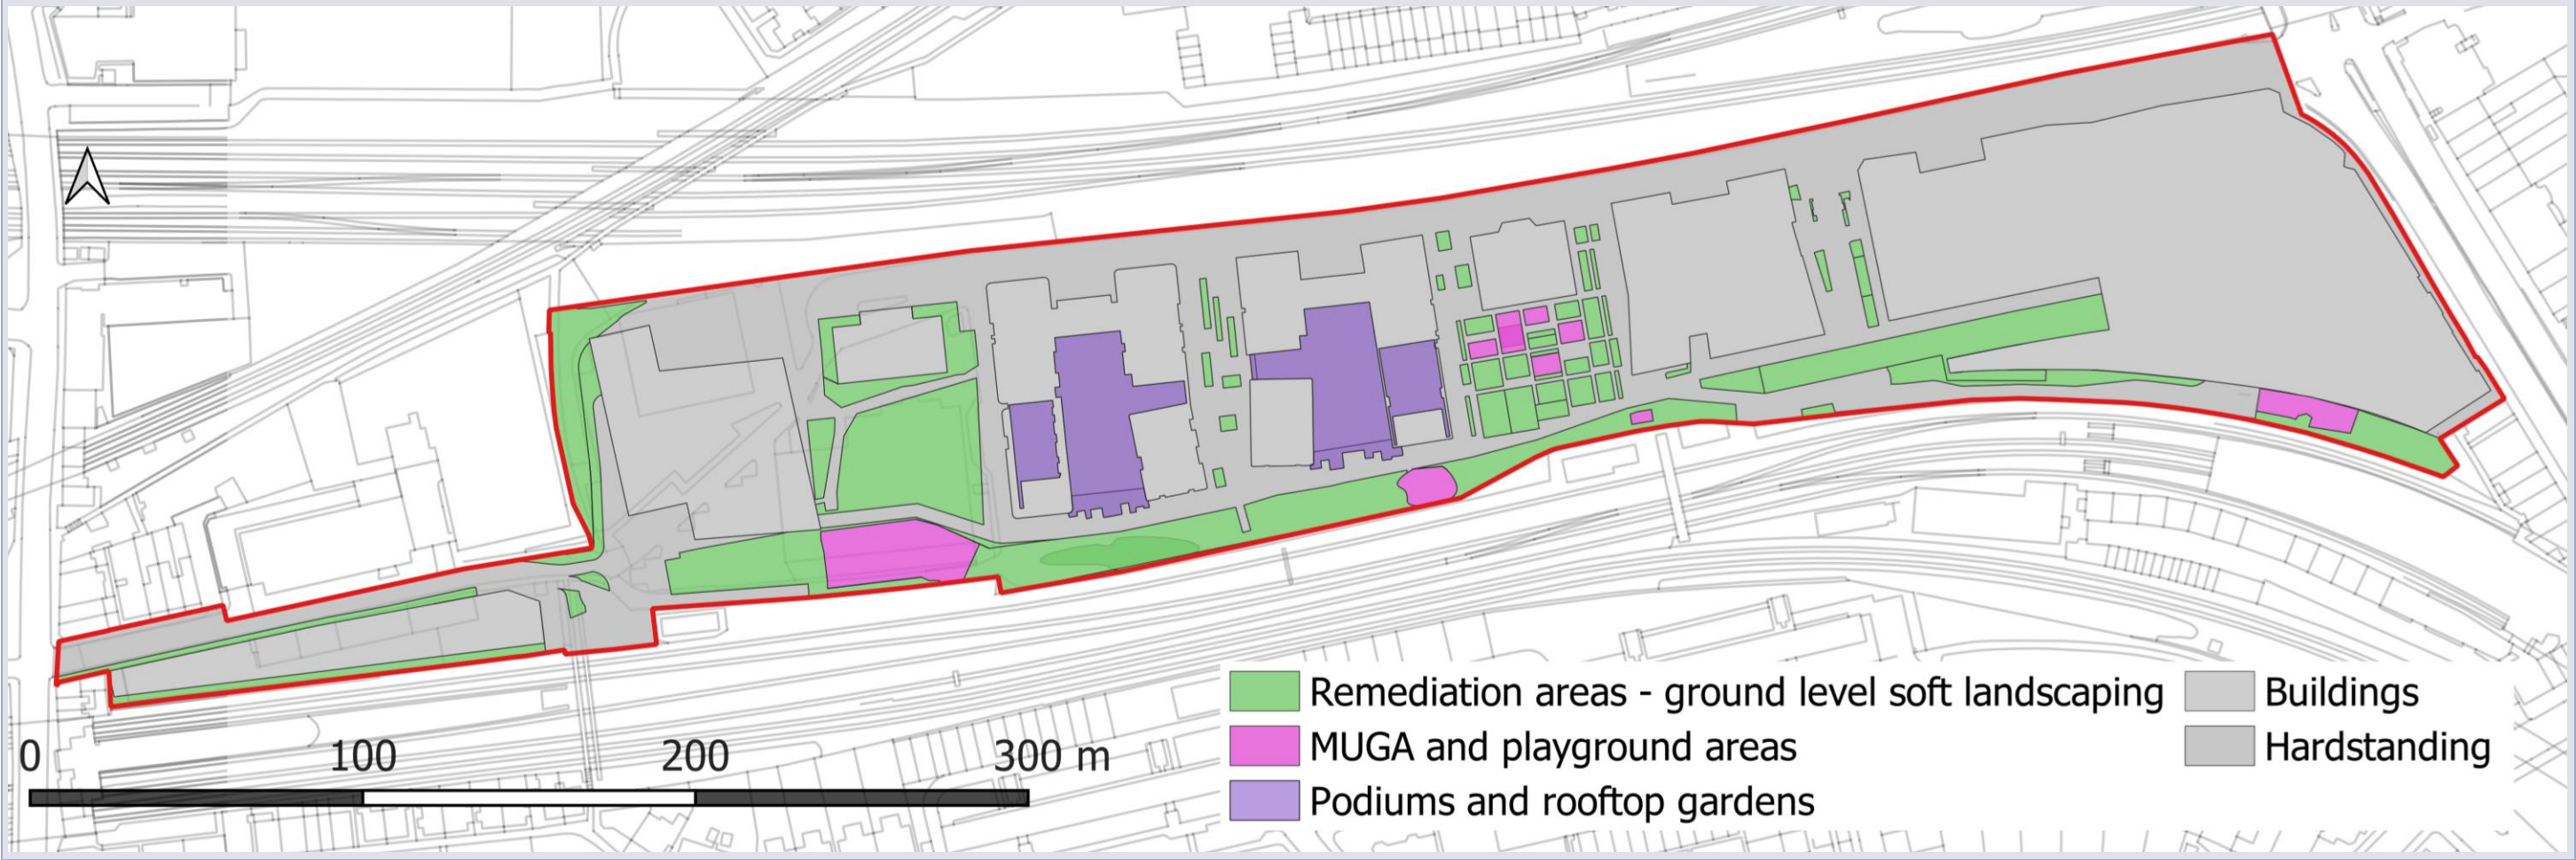 0 100 200 300 m
Remediation areas - ground level soft landscaping
MUGA and playground areas
Podiums and rooftop gardens
Buildings
Hardstanding